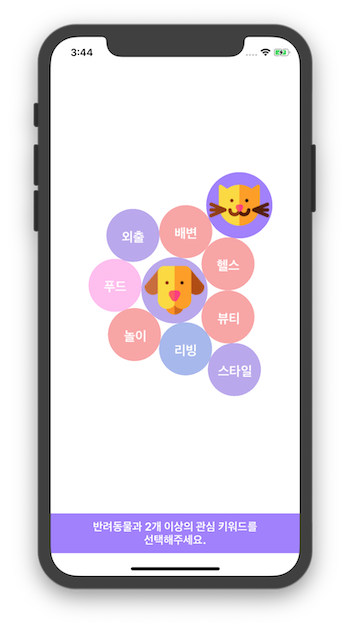 3:44
외출
배변
헬스
푸드
놀이
뷰티
리빙
스타일
반려동물과 2개 이상의 관심 키워드를
선택해주세요.